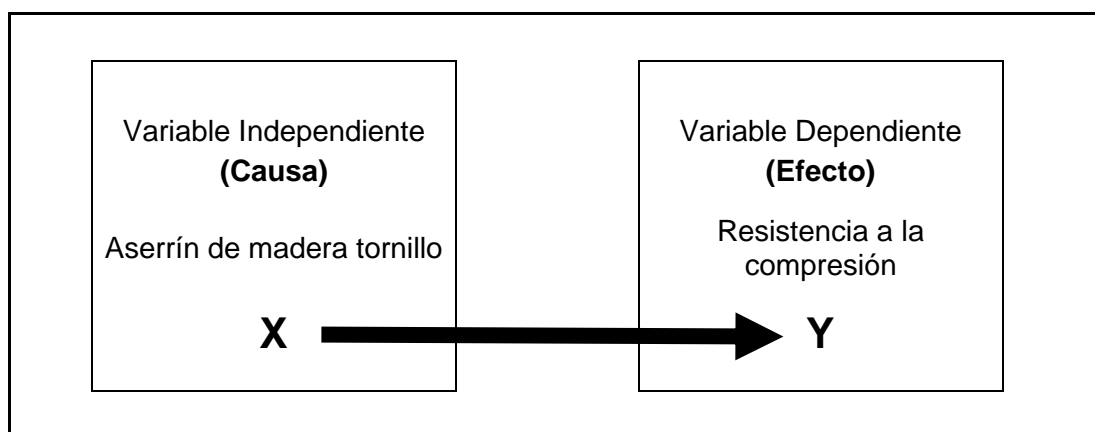 Variable Independiente
(Causa)
Aserrín de madera tornillo
X
Variable Dependiente
(Efecto)
Resistencia a la
compresión
Y